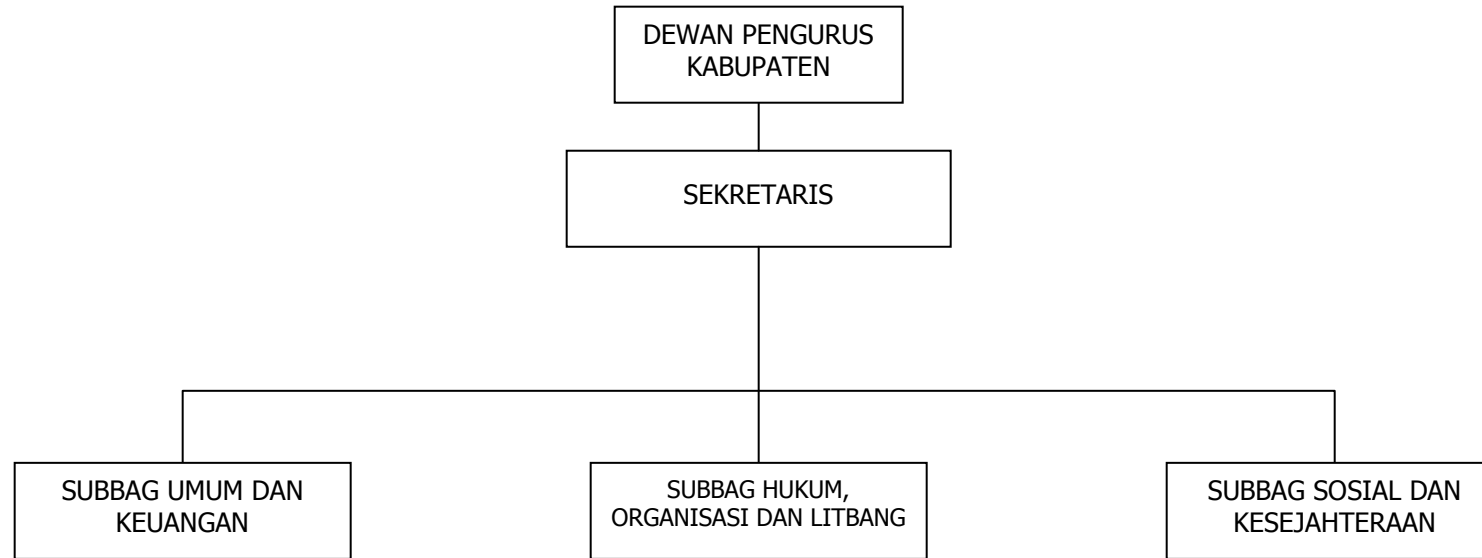 DEWAN PENGURUS
KABUPATEN
SEKRETARIS
SUBBAG UMUM DAN
KEUANGAN
SUBBAG HUKUM,
ORGANISASI DAN LITBANG
SUBBAG SOSIAL DAN
KESEJAHTERAAN